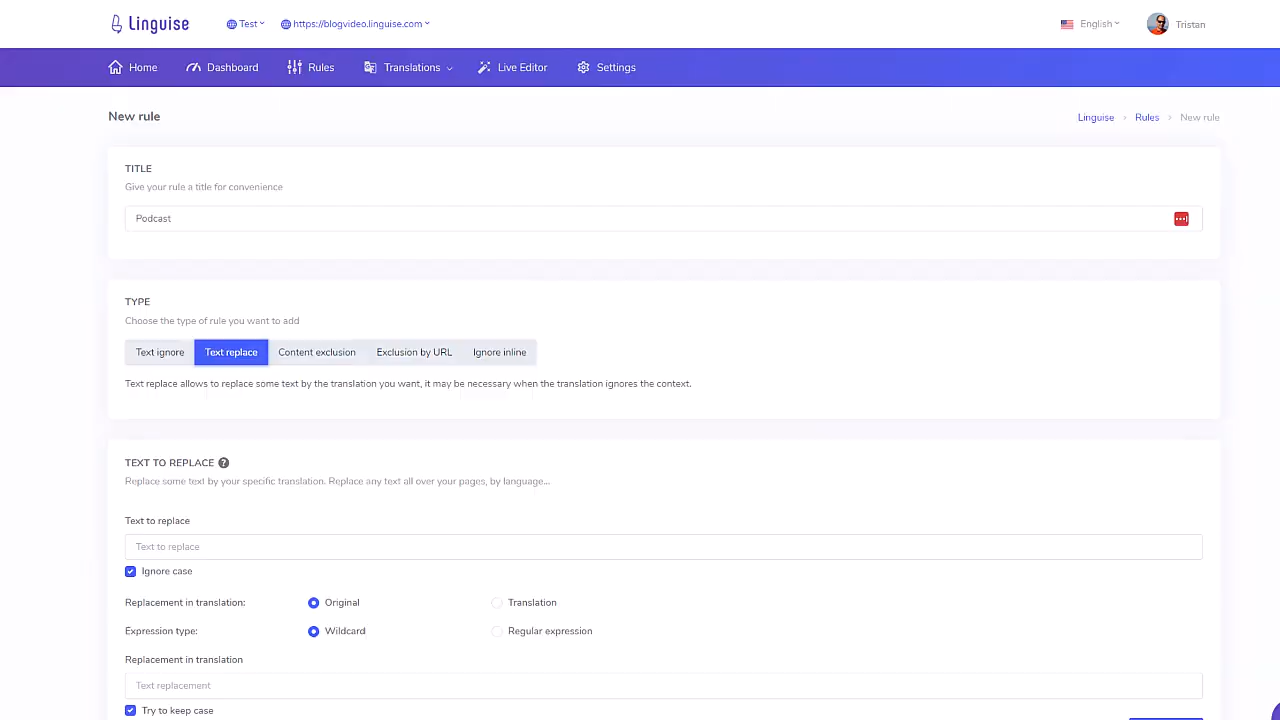 Linguise
Test
https://blogvideo.linguise.com
English
Tristan
Home
Dashboard
Rules
Translations
Live Editor
Settings
New rule
Linguise
Rules
New rule
TITLE
Give your rule a title for convenience
Podcast
TYPE
Choose the type of rule you want to add
Text ignore
Text replace
Content exclusion
Exclusion by URL
Ignore inline
Text replace allows to replace some text by the translation you want, it may be necessary when the translation ignores the context.
TEXT TO REPLACE ?
Replace some text by your specific translation. Replace any text all over your pages, by language...
Text to replace
Text to replace
Ignore case
Replacement in translation:
Original
Translation
Expression type:
Wildcard
Regular expression
Replacement in translation
Text replacement
Try to keep case